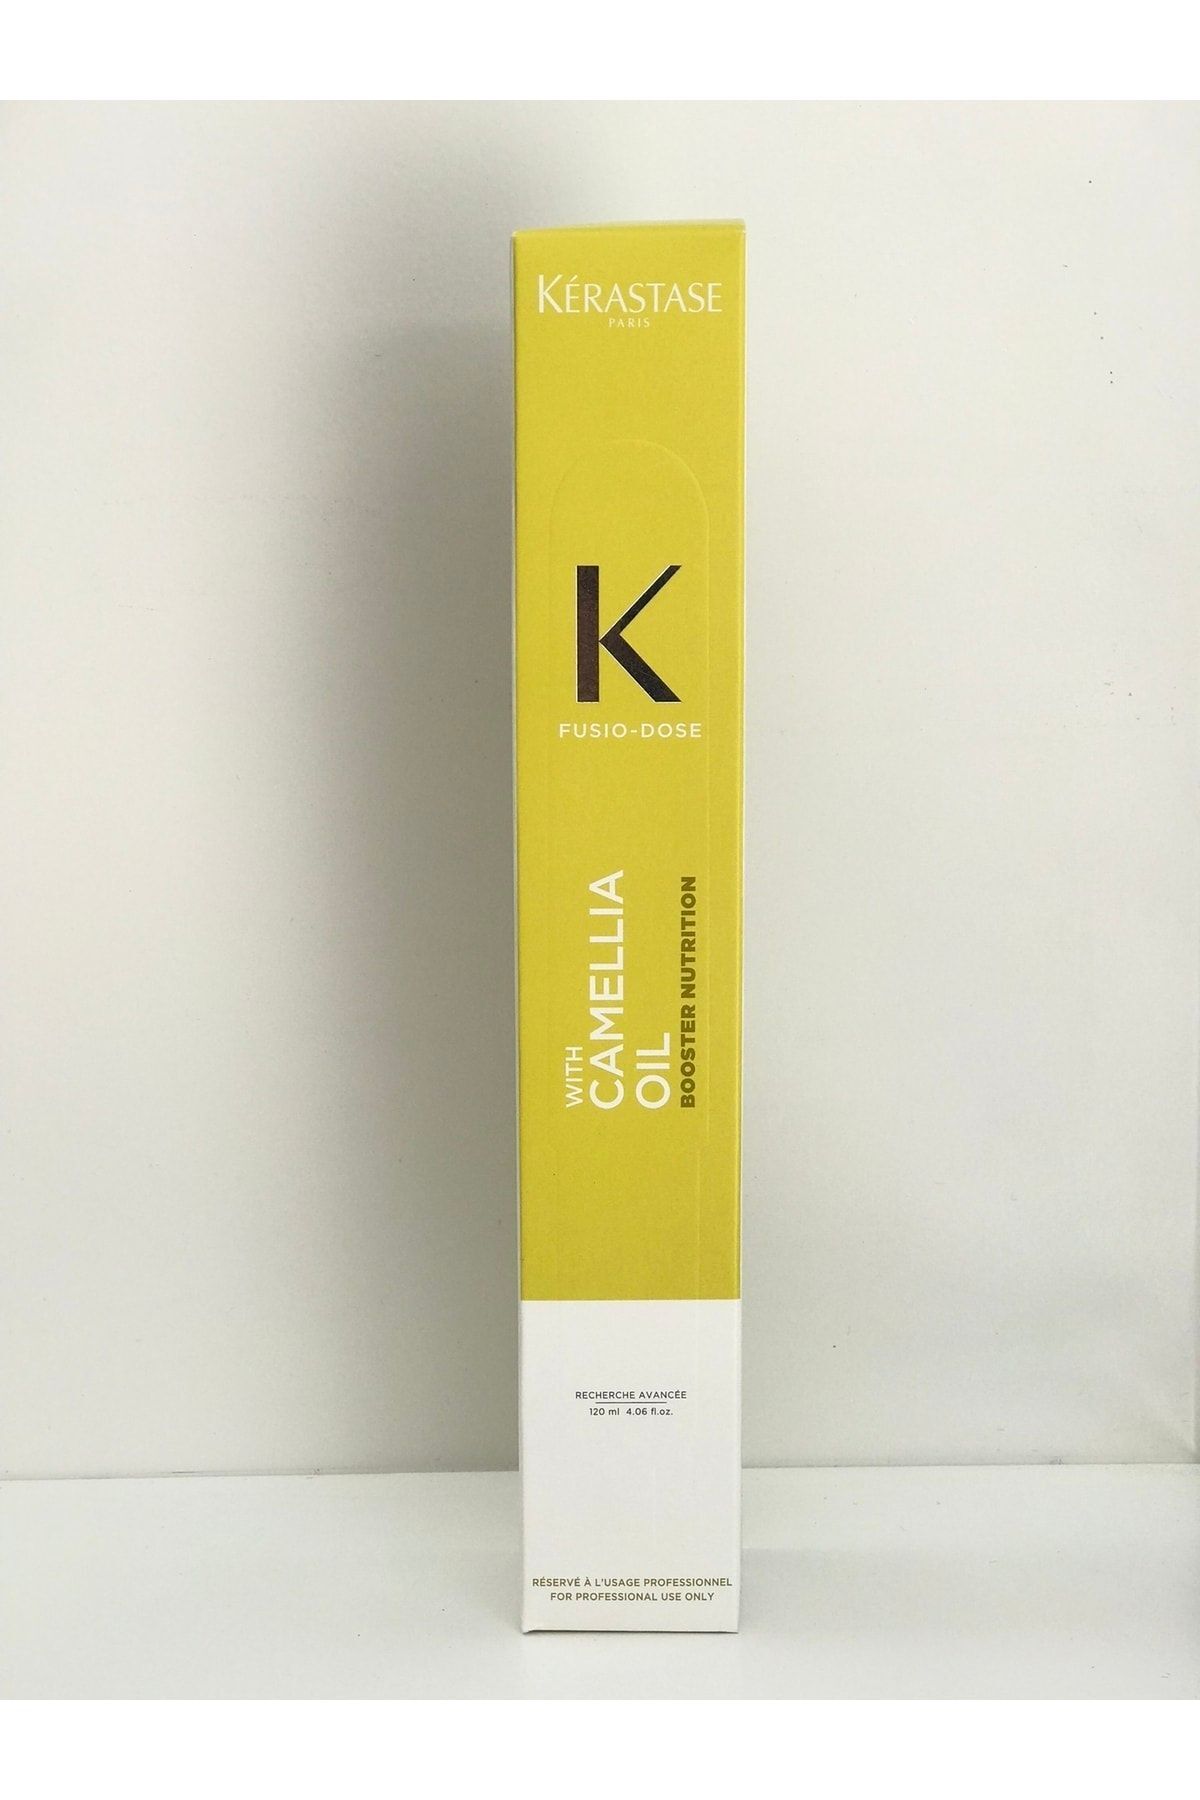 KÉRASTASE
PARIS
K
FUSIO-DOSE
WITH
CAMELLIA
OIL
BOOSTER NUTRITION
RECHERCHE AVANCÉE
120 ml 4.06 fl.oz.
RÉSERVÉ À L'USAGE PROFESSIONNEL
FOR PROFESSIONAL USE ONLY